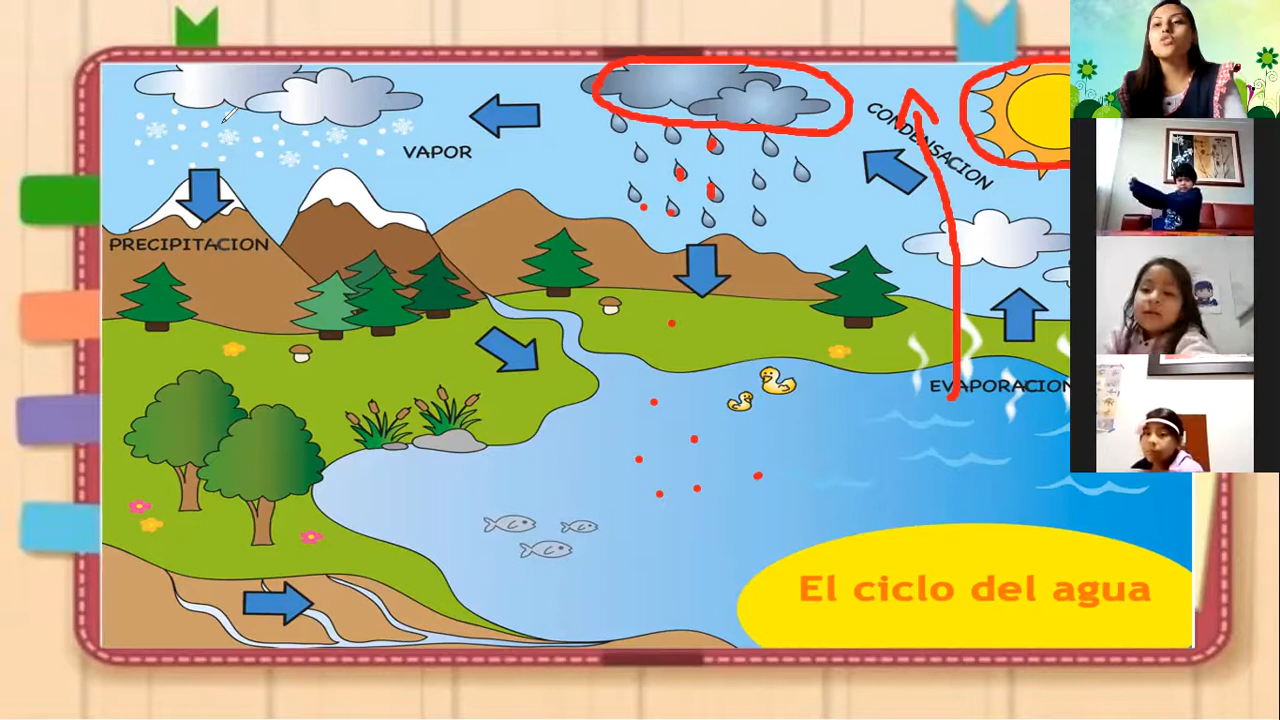 CONDENSACION
VAPOR
PRECIPITACION
EVAPORACION
El ciclo del agua